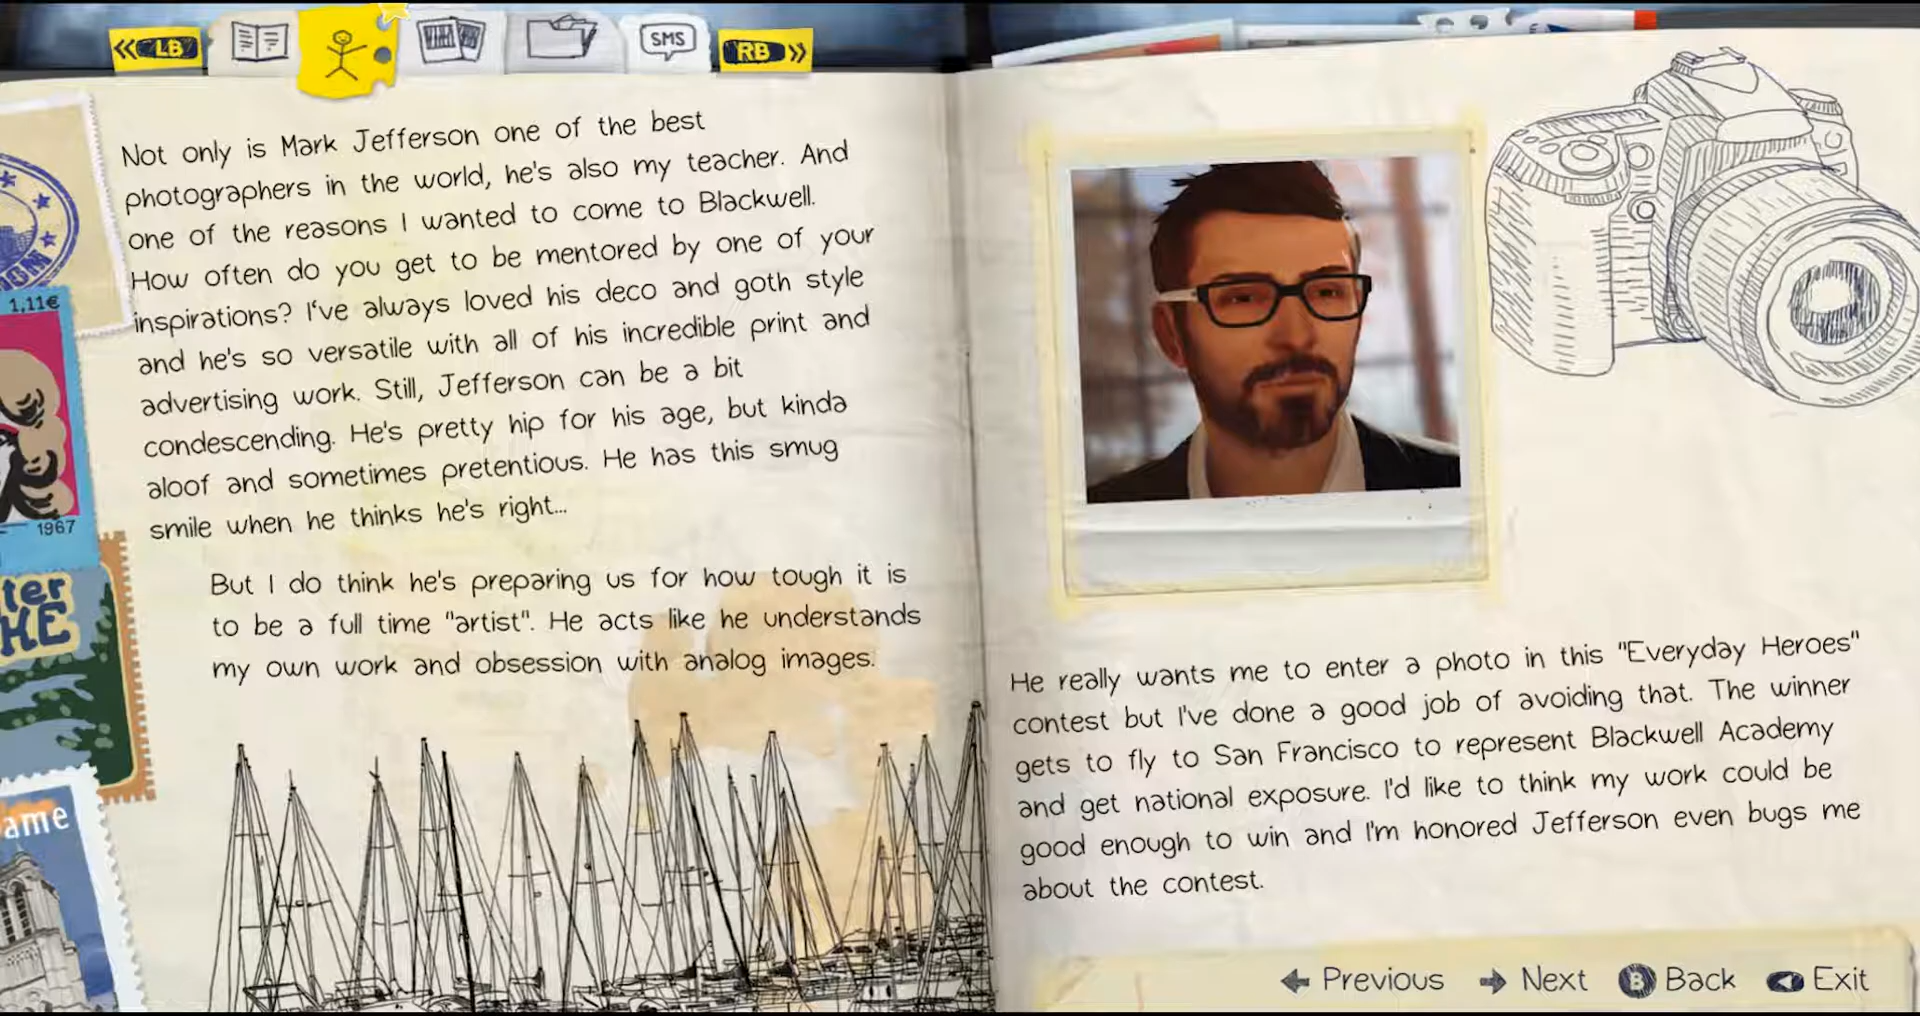 LB
SMS
RB
Not only is Mark Jefferson one of the best
photographers in the world, he's also my teacher. And
one of the reasons I wanted to come to Blackwell.
How often do you get to be mentored by one of your
inspirations? I've always loved his deco and goth style
and he's so versatile with all of his incredible print and
advertising work. Still, Jefferson can be a bit
condescending. He's pretty hip for his age, but kinda
aloof and sometimes pretentious. He has this smug
smile when he thinks he's right...
But I do think he's preparing us for how tough it is
to be a full time "artist". He acts like he understands
my own work and obsession with analog images.
1,11€
1967
ter
HE
ame
He really wants me to enter a photo in this "Everyday Heroes"
contest but I've done a good job of avoiding that. The winner
gets to fly to San Francisco to represent Blackwell Academy
and get national exposure. I'd like to think my work could be
good enough to win and I'm honored Jefferson even bugs me
about the contest.
Previous Next B Back Exit